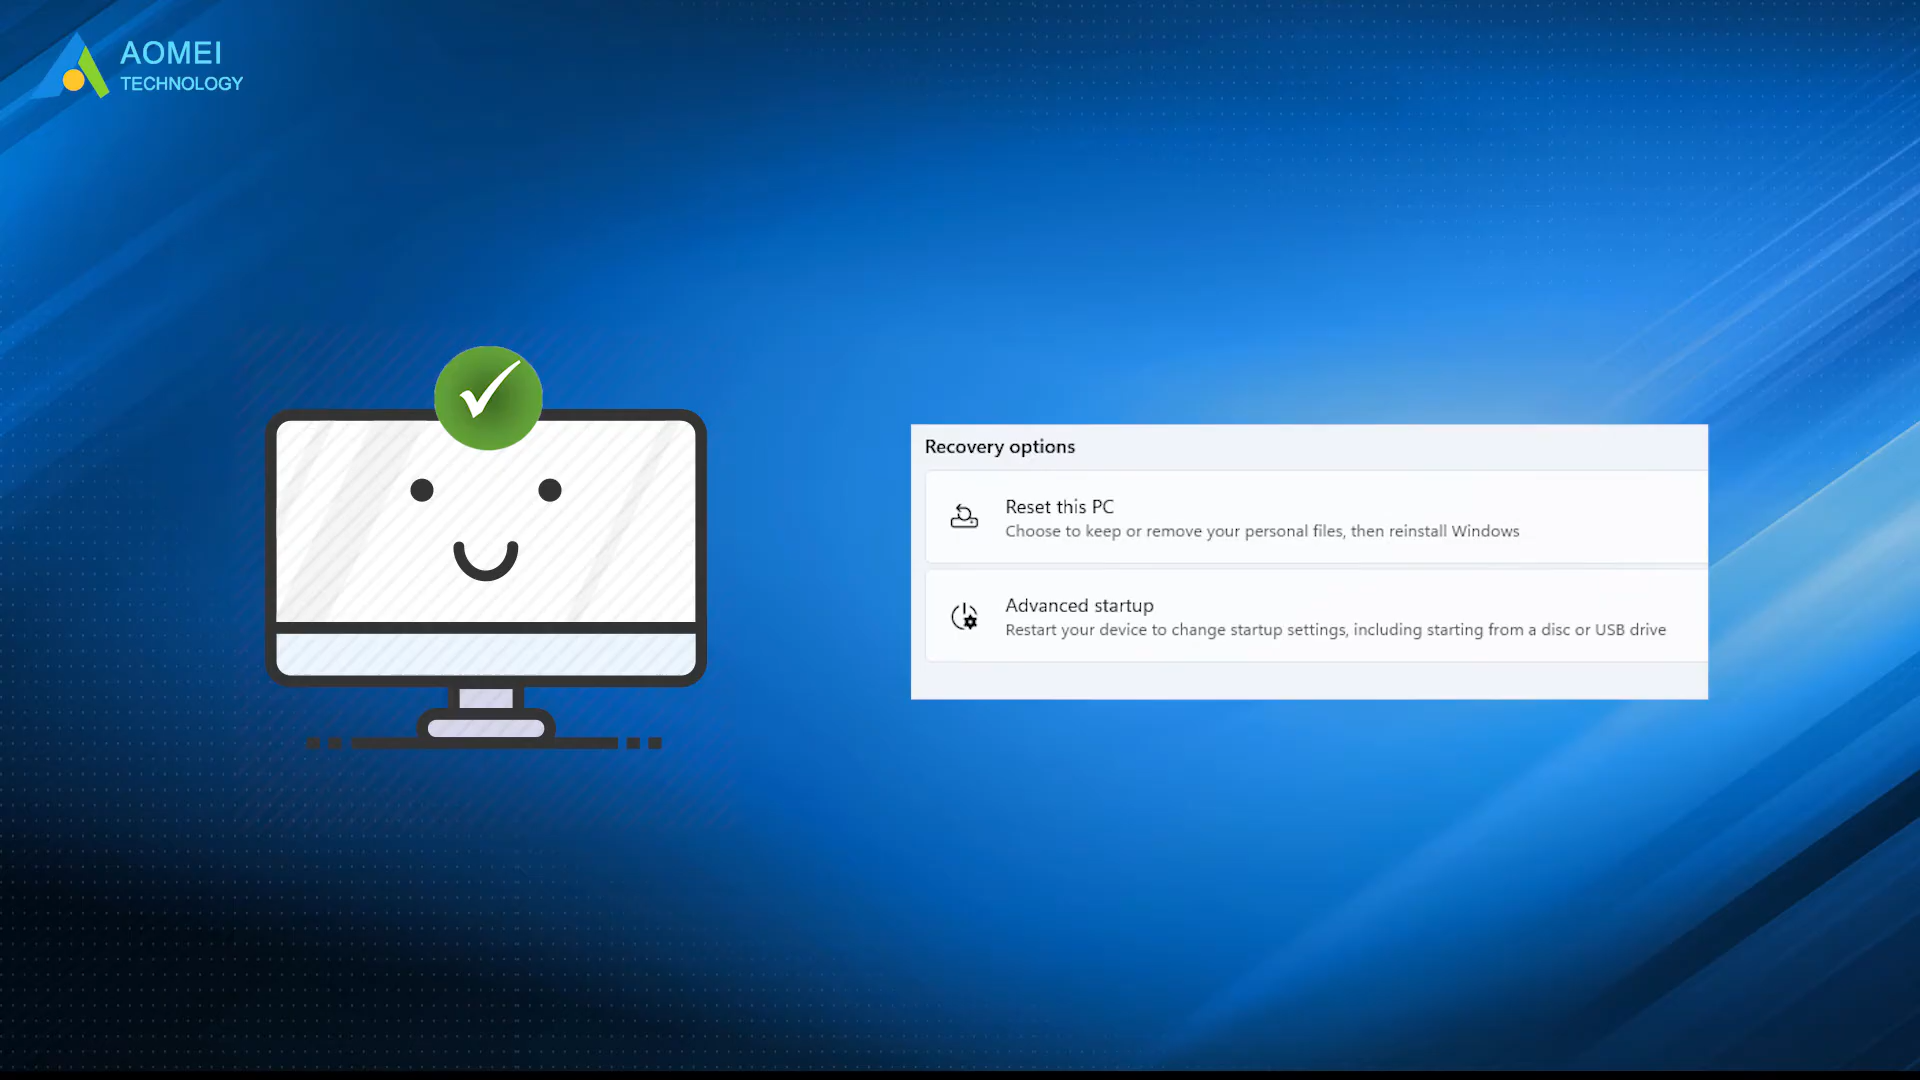 AOMEI
TECHNOLOGY
Recovery options
Reset this PC
Choose to keep or remove your personal files, then reinstall Windows
Advanced startup
Restart your device to change startup settings, including starting from a disc or USB drive